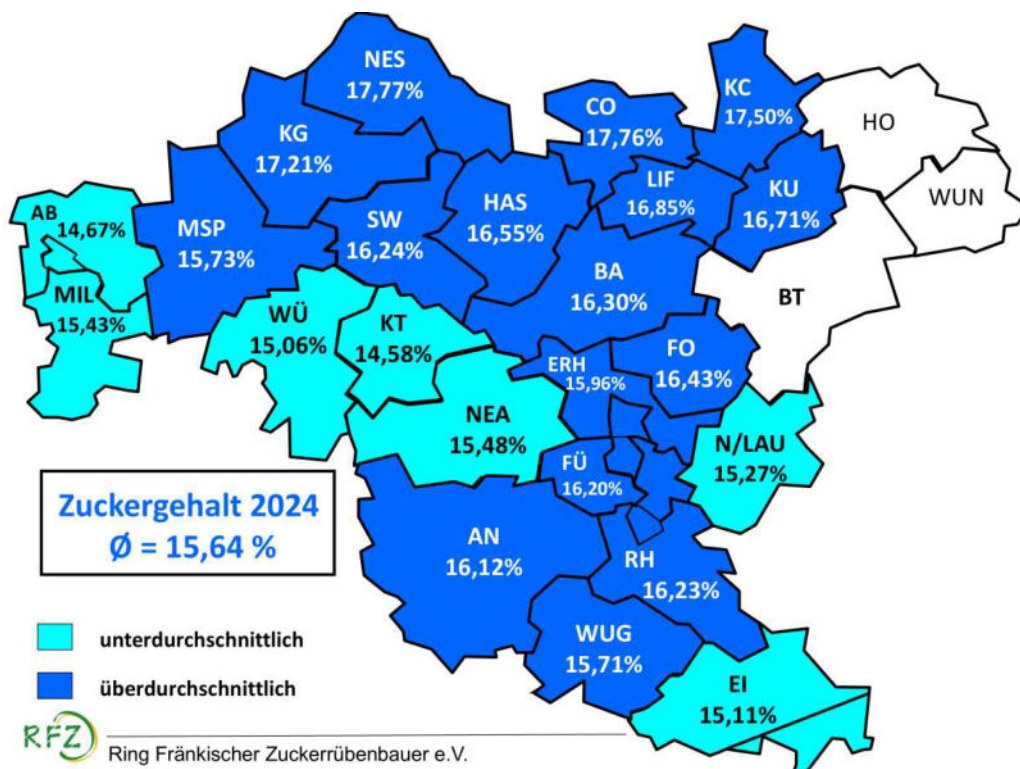 NES
17,77%
KC
17,50%
CO
17,76%
HO
KG
17,21%
LIF
16,85%
KU
16,71%
WUN
AB
14,67%
MSP
15,73%
SW
16,24%
HAS
16,55%
BA
16,30%
BT
MIL
15,43%
WÜ
15,06%
KT
14,58%
ERH
15,96%
FO
16,43%
NEA
15,48%
N/LAU
15,27%
FÜ
16,20%
Zuckergehalt 2024
Ø = 15,64 %
AN
16,12%
RH
16,23%
WUG
15,71%
unterdurchschnittlich
überdurchschnittlich
EI
15,11%
RFZ
Ring Fränkischer Zuckerrübenbauer e.V.